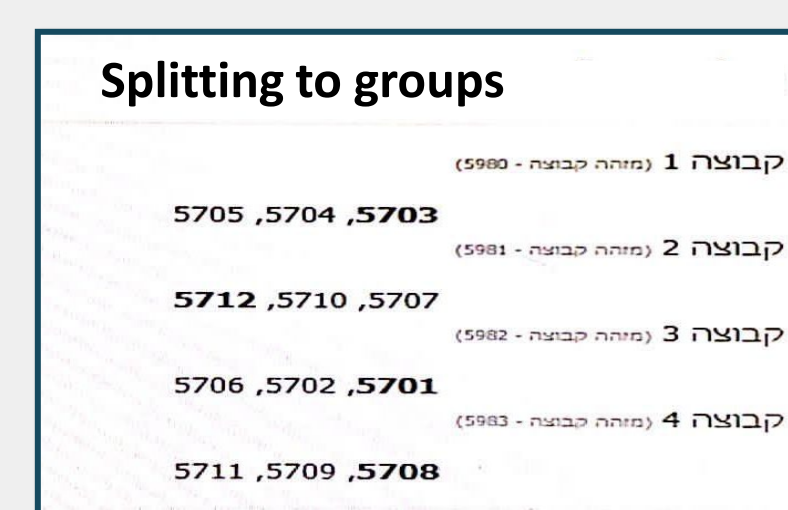 Splitting to groups
קבוצה 1 (מזהה קבוצה - 5980)
5703, 5704, 5705
קבוצה 2 (מזהה קבוצה - 5981)
5707, 5710, 5712
קבוצה 3 (מזהה קבוצה - 5982)
5701, 5702, 5706
קבוצה 4 (מזהה קבוצה - 5983)
5708, 5709, 5711